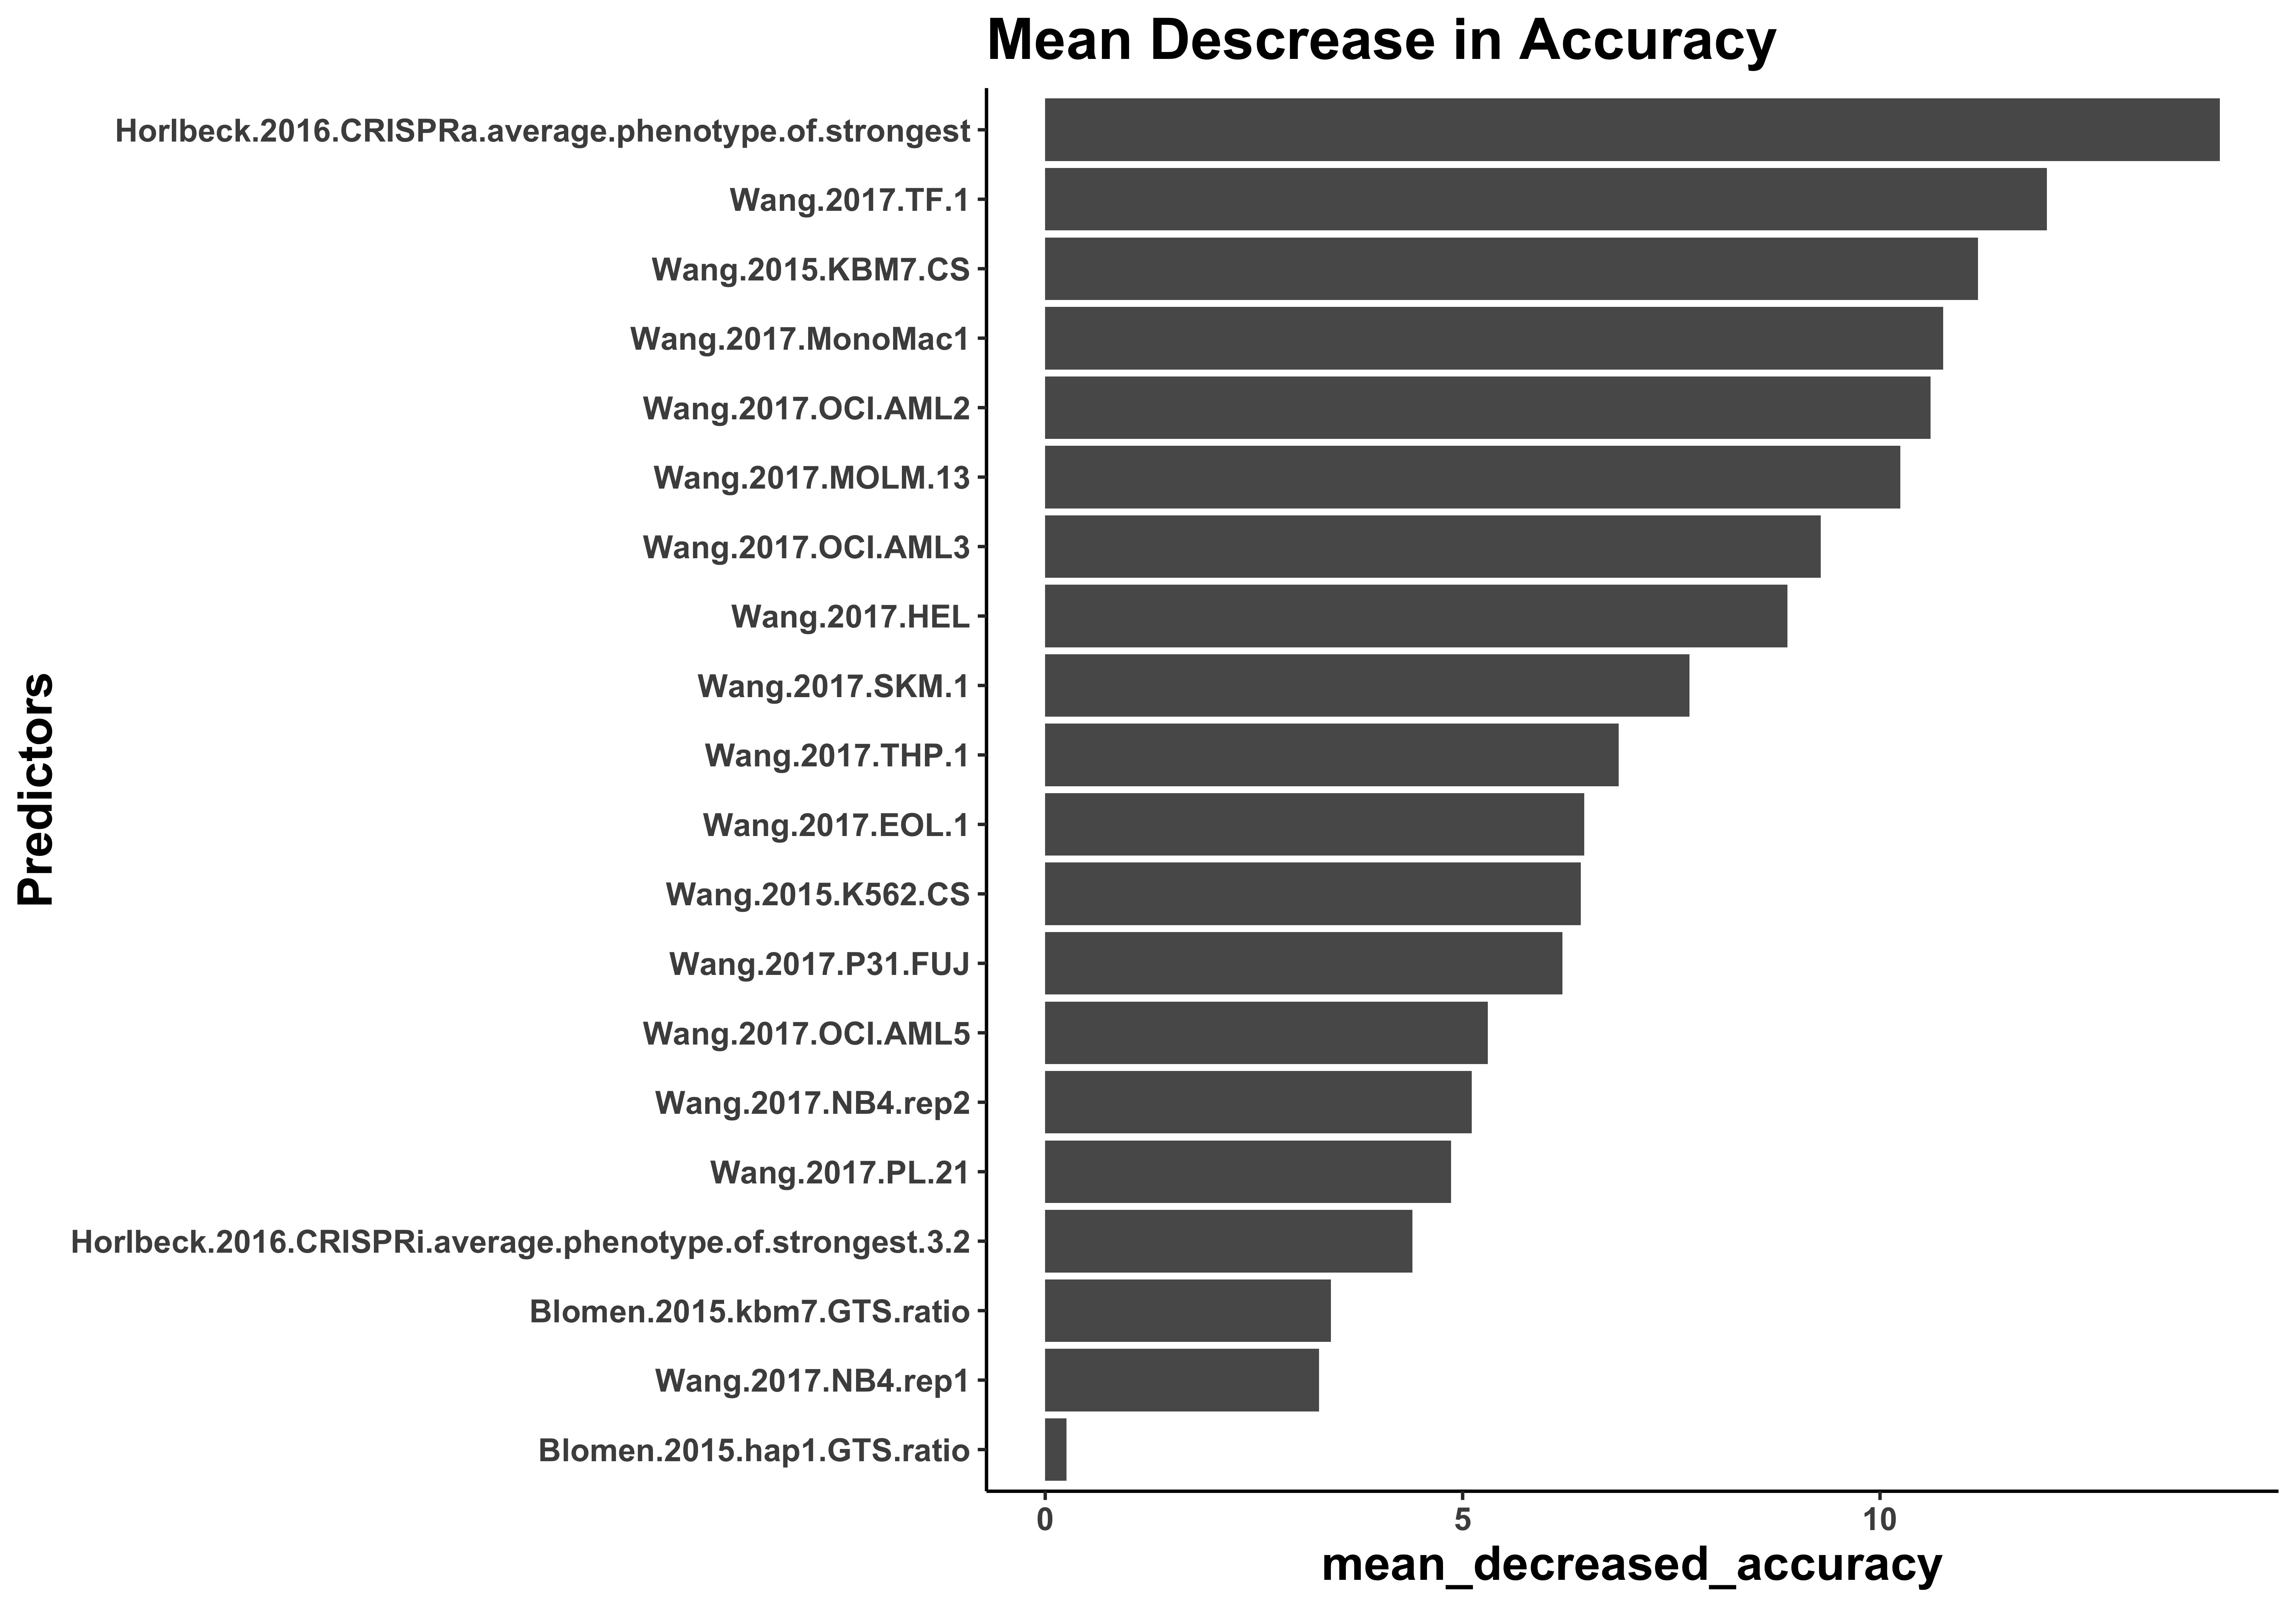 Mean Descrease in Accuracy
Horlbeck.2016.CRISPRa.average.phenotype.of.strongest
Wang.2017.TF.1
Wang.2015.KBM7.CS
Wang.2017.MonoMac1
Wang.2017.OCI.AML2
Wang.2017.MOLM.13
Wang.2017.OCI.AML3
Wang.2017.HEL
Wang.2017.SKM.1
Wang.2017.THP.1
Wang.2017.EOL.1
Wang.2015.K562.CS
Wang.2017.P31.FUJ
Wang.2017.OCI.AML5
Wang.2017.NB4.rep2
Wang.2017.PL.21
Horlbeck.2016.CRISPRi.average.phenotype.of.strongest.3.2
Blomen.2015.kbm7.GTS.ratio
Wang.2017.NB4.rep1
Blomen.2015.hap1.GTS.ratio
Predictors
0 5 10
mean_decreased_accuracy